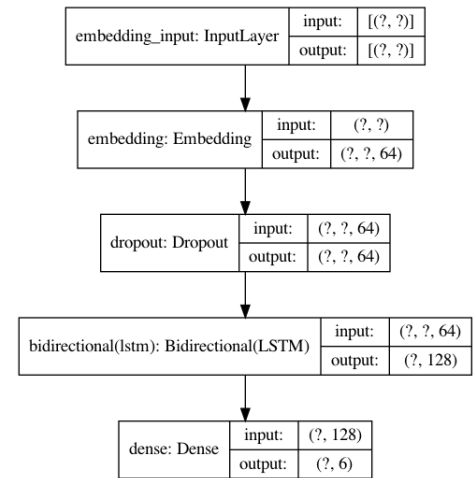 embedding_input: InputLayer
input: [(?, ?)]
output: [(?, ?)]
embedding: Embedding
input: (?, ?)
output: (?, ?, 64)
dropout: Dropout
input: (?, ?, 64)
output: (?, ?, 64)
bidirectional(lstm): Bidirectional(LSTM)
input: (?, ?, 64)
output: (?, 128)
dense: Dense
input: (?, 128)
output: (?, 6)